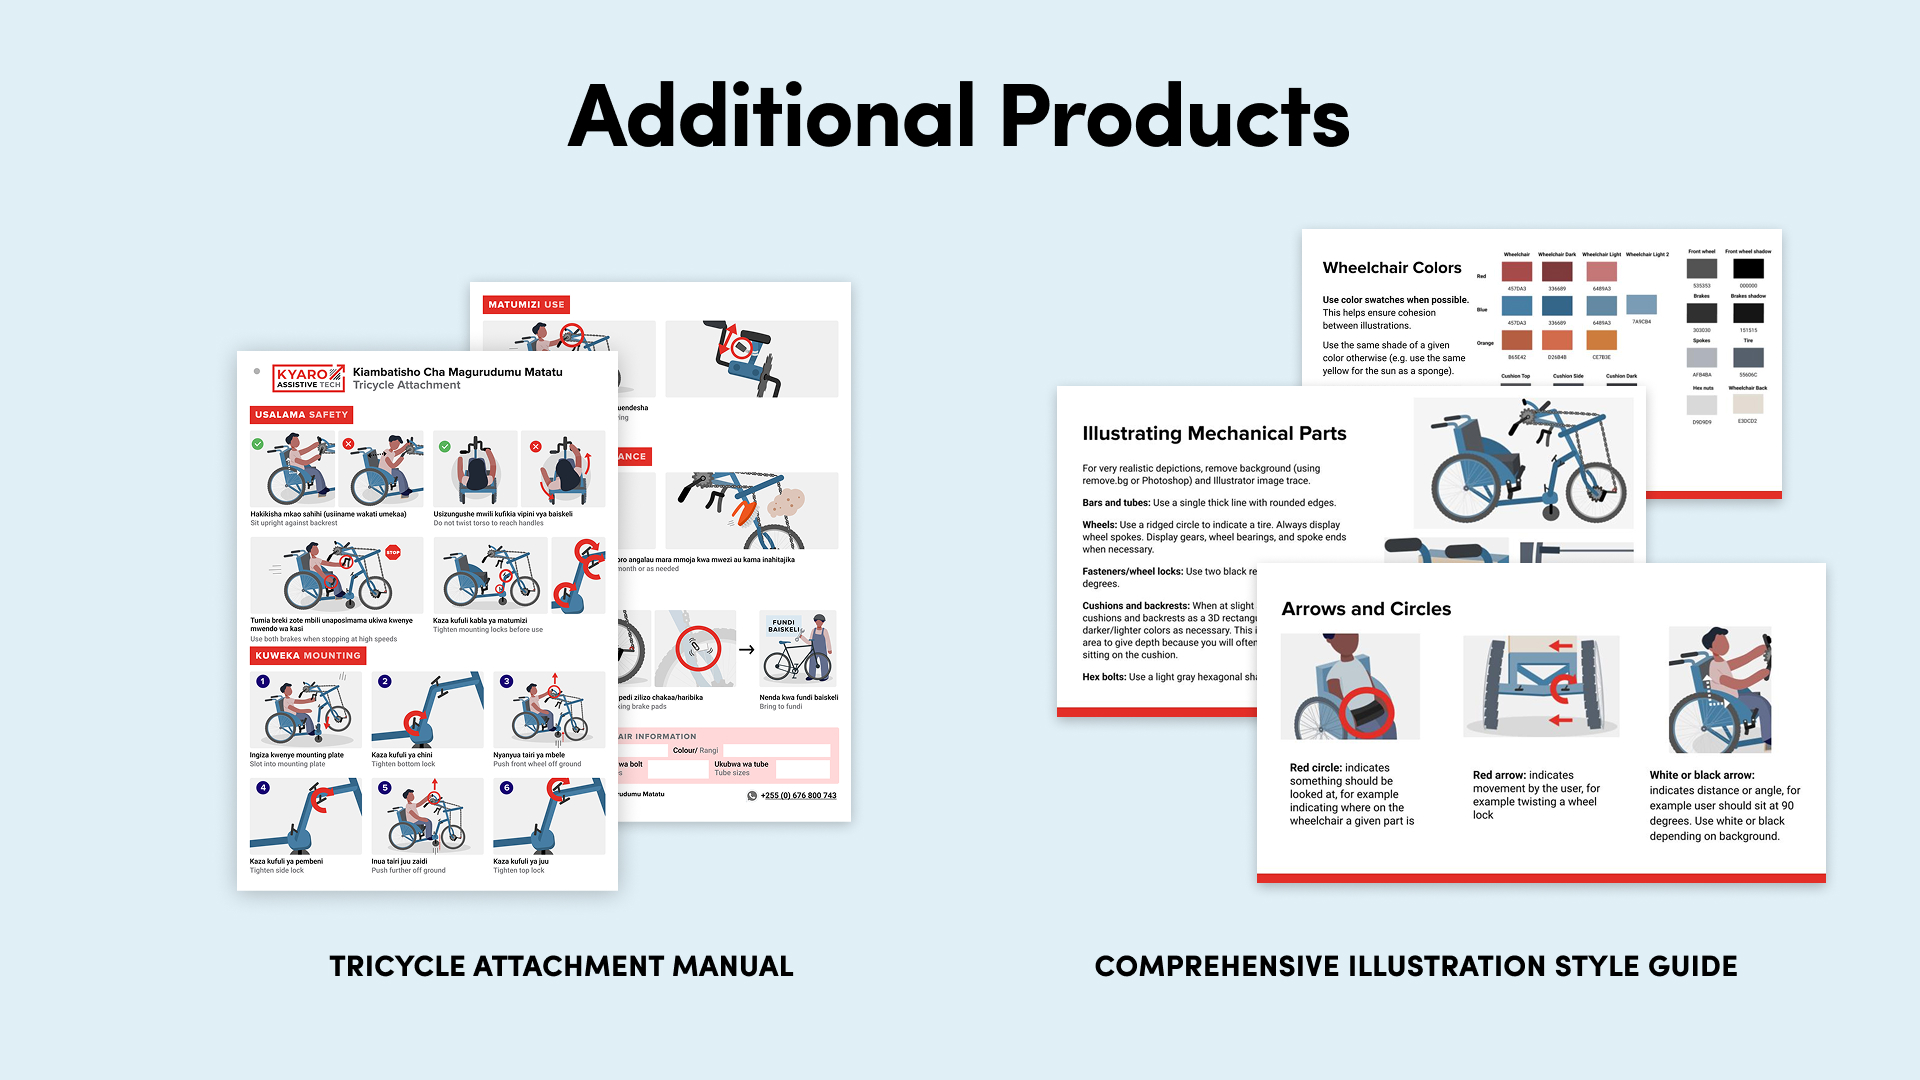 Additional Products
MATUMIZI USE
uendesha
ANCE
oro angalau mara mmoja kwa mwezi au kama inahitajika
month or as needed
FUNDI
BAISKELI
pedi zilizo chakaa/haribika
king brake pads
Nenda kwa fundi baiskeli
Bring to fundi
AIR INFORMATION
Colour/ Rangi
wa bolt
Ukubwa wa tube
Tube sizes
rudumu Matatu
+255 (0) 676 800 743
KYARO
ASSISTIVE TECH
Kiambatisho Cha Magurudumu Matatu
Tricycle Attachment
USALAMA SAFETY
Hakikisha mkao sahihi (usiiname wakati umekaa)
Sit upright against backrest
Usizungushe mwili kufikia vipini vya baiskeli
Do not twist torso to reach handles
STOP
Tumia breki zote mbili unaposimama ukiwa kwenye
mwendo wa kasi
Use both brakes when stopping at high speeds
Kaza kufuli kabla ya matumizi
Tighten mounting locks before use
KUWEKA MOUNTING
1
2
3
Ingiza kwenye mounting plate
Slot into mounting plate
Kaza kufuli ya chini
Tighten bottom lock
Nyanyua tairi ya mbele
Push front wheel off ground
4
5
6
Kaza kufuli ya pembeni
Tighten side lock
Inua tairi juu zaidi
Push further off ground
Kaza kufuli ya juu
Tighten top lock
TRICYCLE ATTACHMENT MANUAL
Wheelchair Colors
Use color swatches when possible.
This helps ensure cohesion
between illustrations.
Use the same shade of a given
color otherwise (e.g. use the same
yellow for the sun as a sponge).
Wheelchair Wheelchair Dark Wheelchair Light Wheelchair Light 2
Red
457DA3 336689 6489A3
Blue
457DA3 336689 6489A3 7A9CB4
Orange
B65E42 D2684B CE7B3E
Cushion Top Cushion Side Cushion Dark
Front wheel Front wheel shadow
535353 000000
Brakes Brakes shadow
303030 151515
Spokes Tire
AFB4BA 55606C
Hex nuts Wheelchair Back
D9D9D9 E3DCD2
Illustrating Mechanical Parts
For very realistic depictions, remove background (using
remove.bg or Photoshop) and Illustrator image trace.
Bars and tubes: Use a single thick line with rounded edges.
Wheels: Use a ridged circle to indicate a tire. Always display
wheel spokes. Display gears, wheel bearings, and spoke ends
when necessary.
Fasteners/wheel locks: Use two black re
degrees.
Cushions and backrests: When at slight
cushions and backrests as a 3D rectangu
darker/lighter colors as necessary. This i
area to give depth because you will often
sitting on the cushion.
Hex bolts: Use a light gray hexagonal sha
Arrows and Circles
Red circle: indicates
something should be
looked at, for example
indicating where on the
wheelchair a given part is
Red arrow: indicates
movement by the user, for
example twisting a wheel
lock
White or black arrow:
indicates distance or angle, for
example user should sit at 90
degrees. Use white or black
depending on background.
COMPREHENSIVE ILLUSTRATION STYLE GUIDE